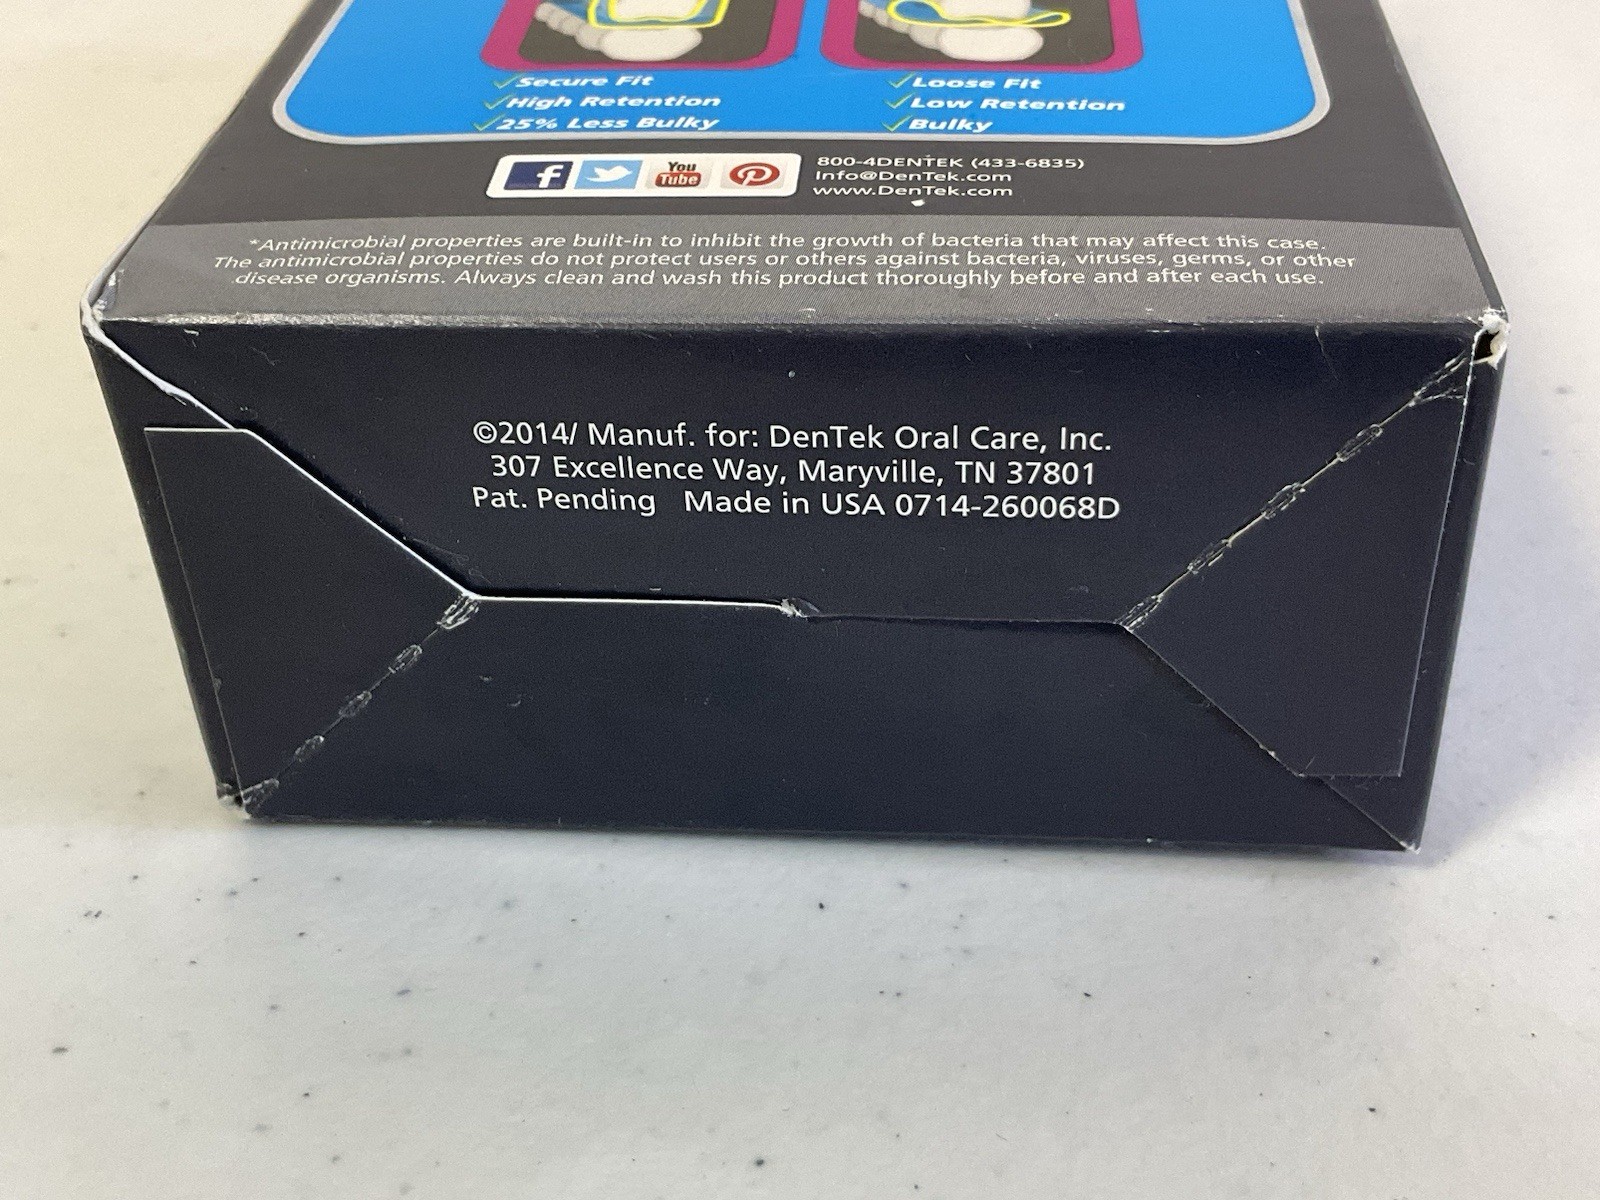 Secure Fit
High Retention
25% Less Bulky
Loose Fit
Low Retention
Bulky
f
You
Tube
800-4DENTEK (433-6835)
Info@DenTek.com
www.DenTek.com
*Antimicrobial properties are built-in to inhibit the growth of bacteria that may affect this case.
The antimicrobial properties do not protect users or others against bacteria, viruses, germs, or other
disease organisms. Always clean and wash this product thoroughly before and after each use.
©2014/ Manuf. for: DenTek Oral Care, Inc.
307 Excellence Way, Maryville, TN 37801
Pat. Pending Made in USA 0714-260068D